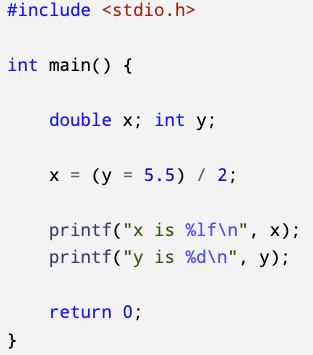 #include <stdio.h>
int main() {
double x; int y;
x = (y = 5.5) / 2;
printf("x is %lf\n", x);
printf("y is %d\n", y);
return 0;
}